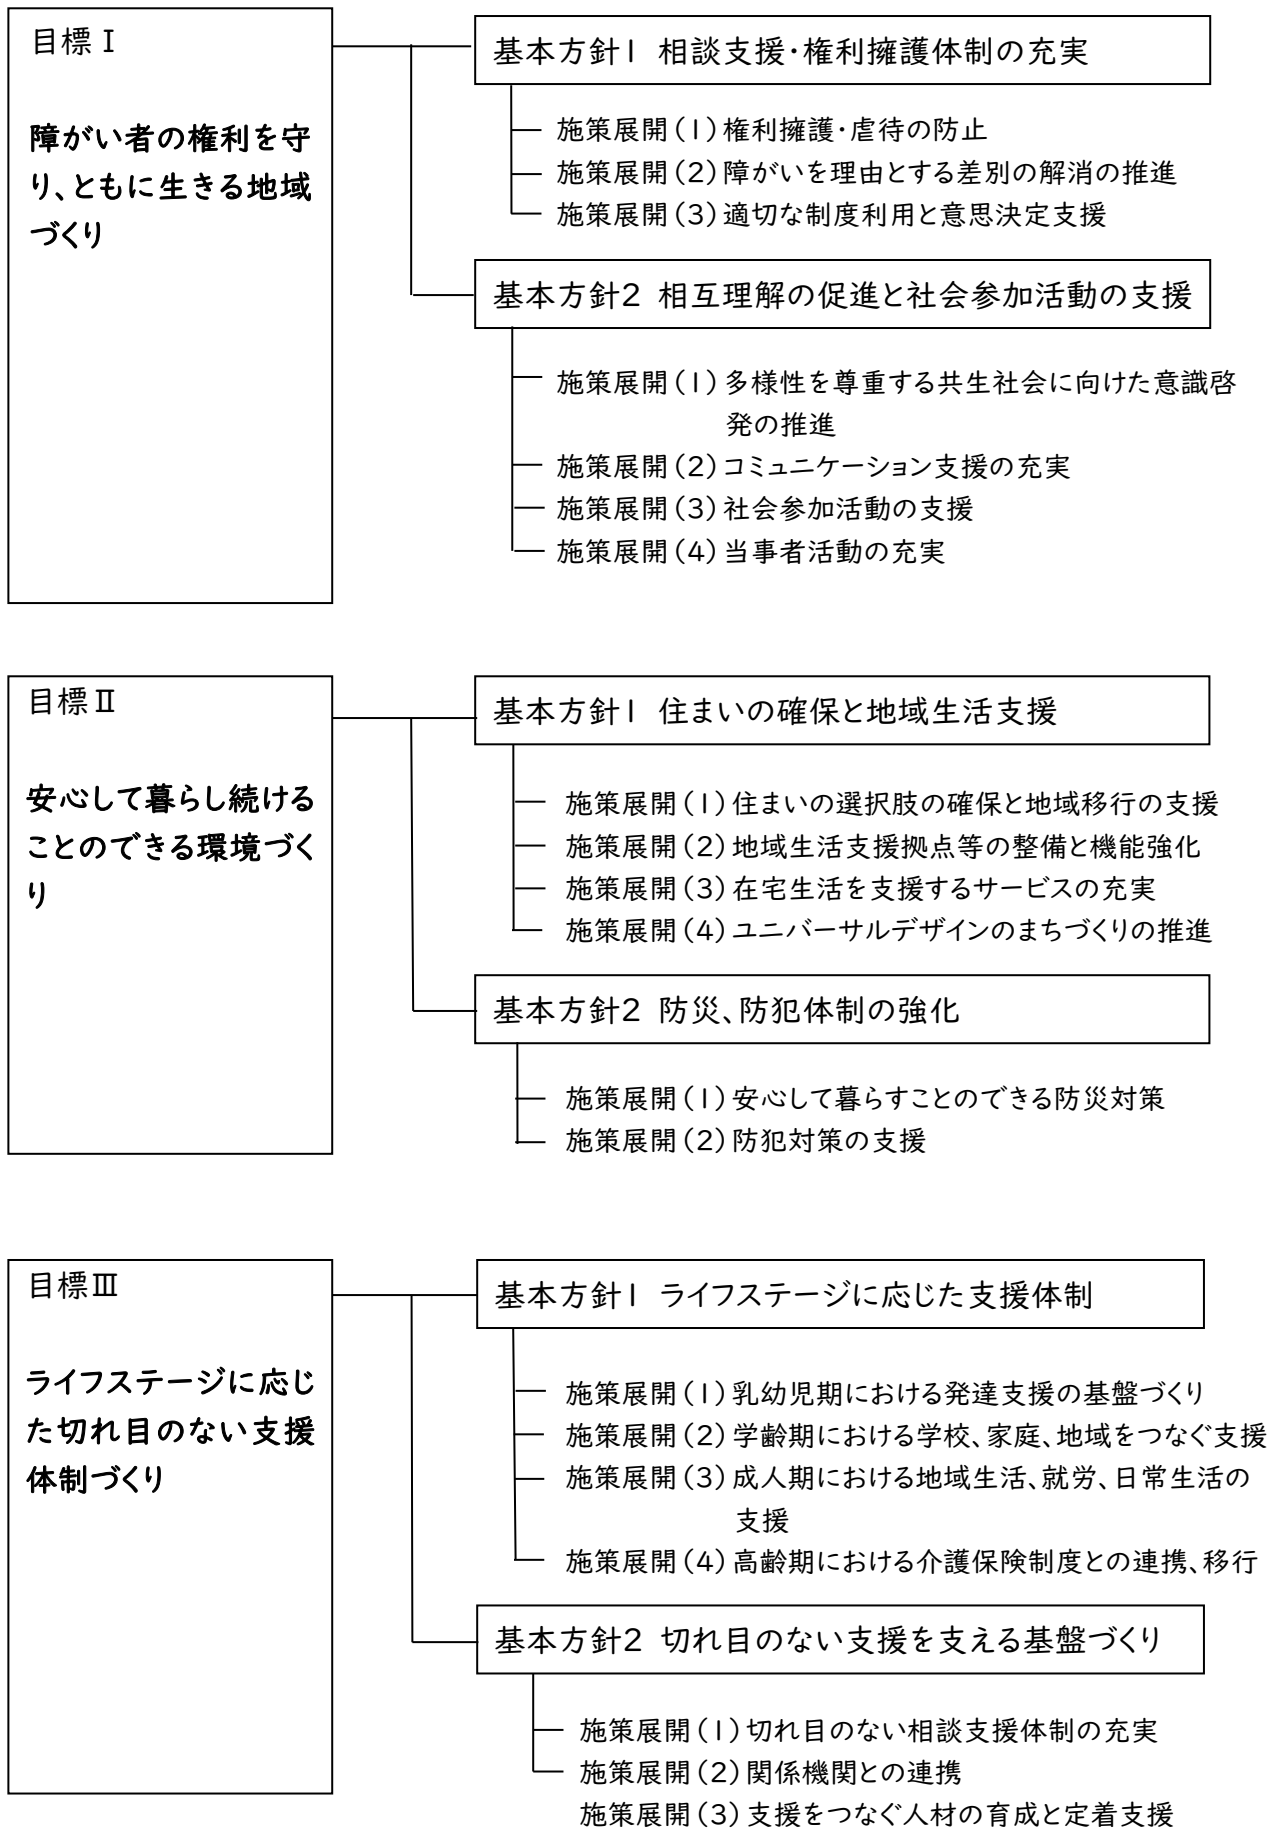 目標Ⅰ
障がい者の権利を守
り、ともに生きる地域
づくり
基本方針1 相談支援・権利擁護体制の充実
施策展開(1)権利擁護・虐待の防止
施策展開(2)障がいを理由とする差別の解消の推進
施策展開(3)適切な制度利用と意思決定支援
基本方針2 相互理解の促進と社会参加活動の支援
施策展開(1)多様性を尊重する共生社会に向けた意識啓
発の推進
施策展開(2)コミュニケーション支援の充実
施策展開(3)社会参加活動の支援
施策展開(4)当事者活動の充実
目標Ⅱ
安心して暮らし続ける
ことのできる環境づく
り
基本方針1 住まいの確保と地域生活支援
施策展開(1)住まいの選択肢の確保と地域移行の支援
施策展開(2)地域生活支援拠点等の整備と機能強化
施策展開(3)在宅生活を支援するサービスの充実
施策展開(4)ユニバーサルデザインのまちづくりの推進
基本方針2 防災、防犯体制の強化
施策展開(1)安心して暮らすことのできる防災対策
施策展開(2)防犯対策の支援
目標Ⅲ
ライフステージに応じ
た切れ目のない支援
体制づくり
基本方針1 ライフステージに応じた支援体制
施策展開(1)乳幼児期における発達支援の基盤づくり
施策展開(2)学齢期における学校、家庭、地域をつなぐ支援
施策展開(3)成人期における地域生活、就労、日常生活の
支援
施策展開(4)高齢期における介護保険制度との連携、移行
基本方針2 切れ目のない支援を支える基盤づくり
施策展開(1)切れ目のない相談支援体制の充実
施策展開(2)関係機関との連携
施策展開(3)支援をつなぐ人材の育成と定着支援